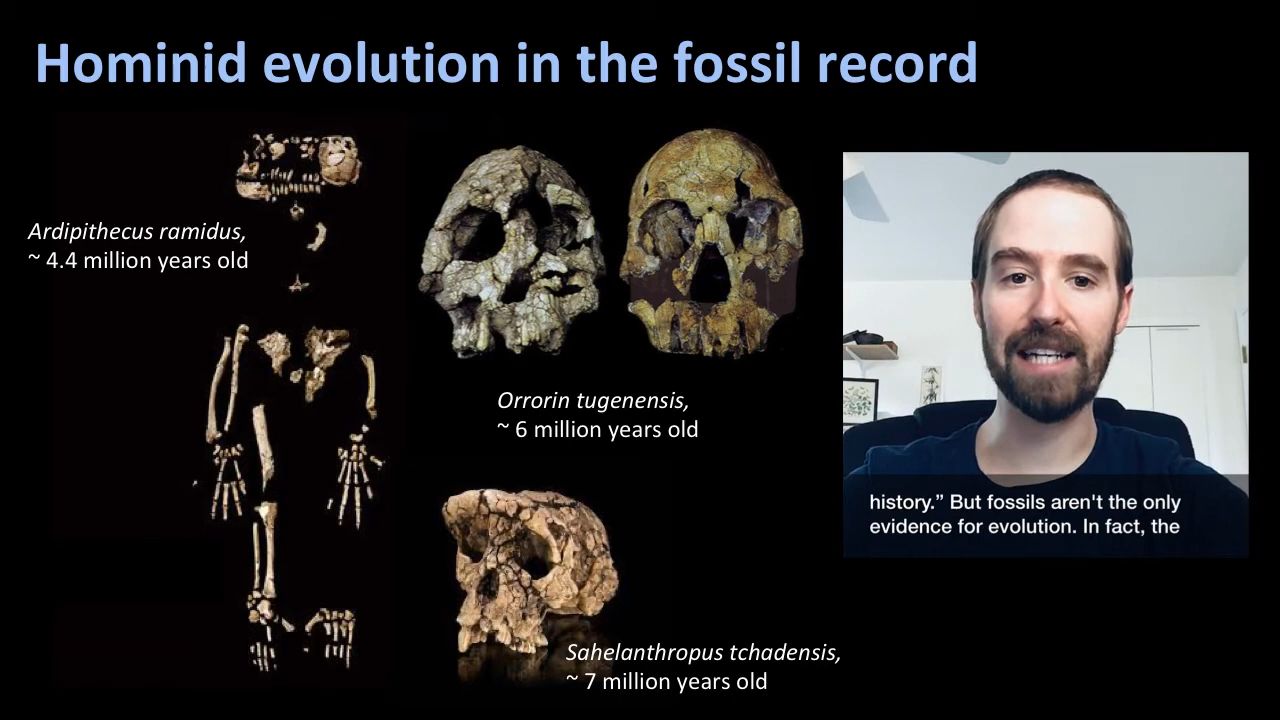 Hominid evolution in the fossil record
Ardipithecus ramidus,
~ 4.4 million years old
Orrorin tugenensis,
~ 6 million years old
Sahelanthropus tchadensis,
~ 7 million years old
history.” But fossils aren't the only
evidence for evolution. In fact, the